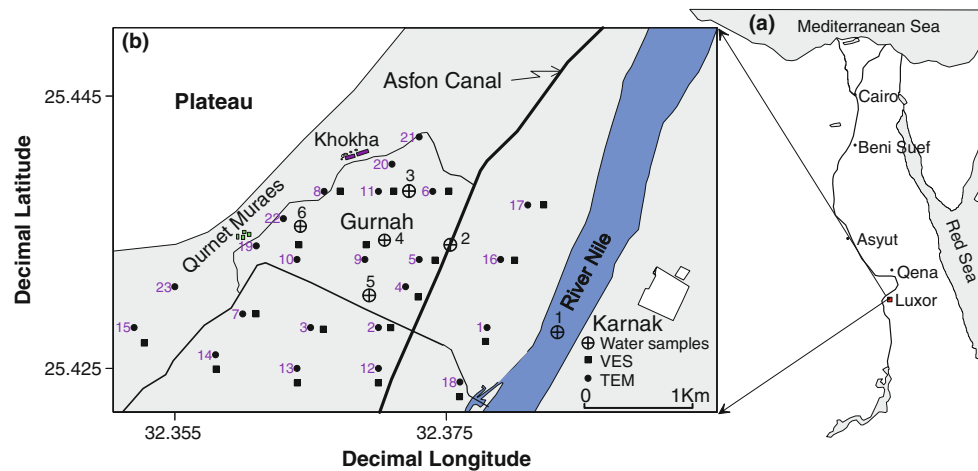 (b)
(a)
Mediterranean Sea
Asfon Canal
Plateau
25.445
Cairo
Khokha
21
Beni Suef
20
3
8
11
6
17
Qurnet Muraes
22
6
Gurnah
4
2
19
10
9
5
16
Asyut
Red Sea
Qena
Luxor
River Nile
23
5
4
7
3
2
1
1
15
Karnak
Water samples
VES
TEM
14
13
12
18
25.425
0
1Km
32.355
32.375
Decimal Latitude
Decimal Longitude